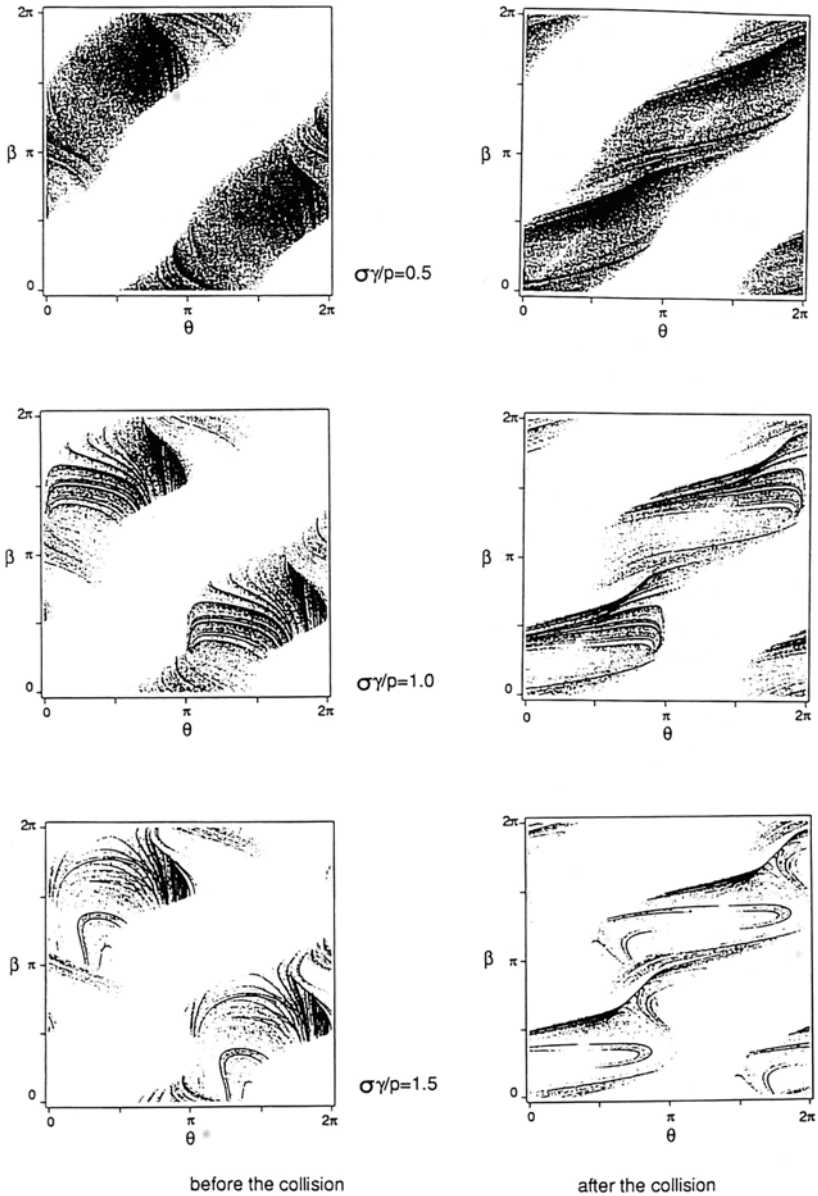 2π
2π
β π
β π
0
0
σγ/p=0.5
0 π 2π
0 π 2π
θ
θ
2π
2π
β π
β π
0
0
σγ/p=1.0
0 π 2π
0 π 2π
θ
θ
2π
2π
β π
β π
0
0
σγ/p=1.5
0 π 2π
0 π 2π
θ
θ
before the collision
after the collision